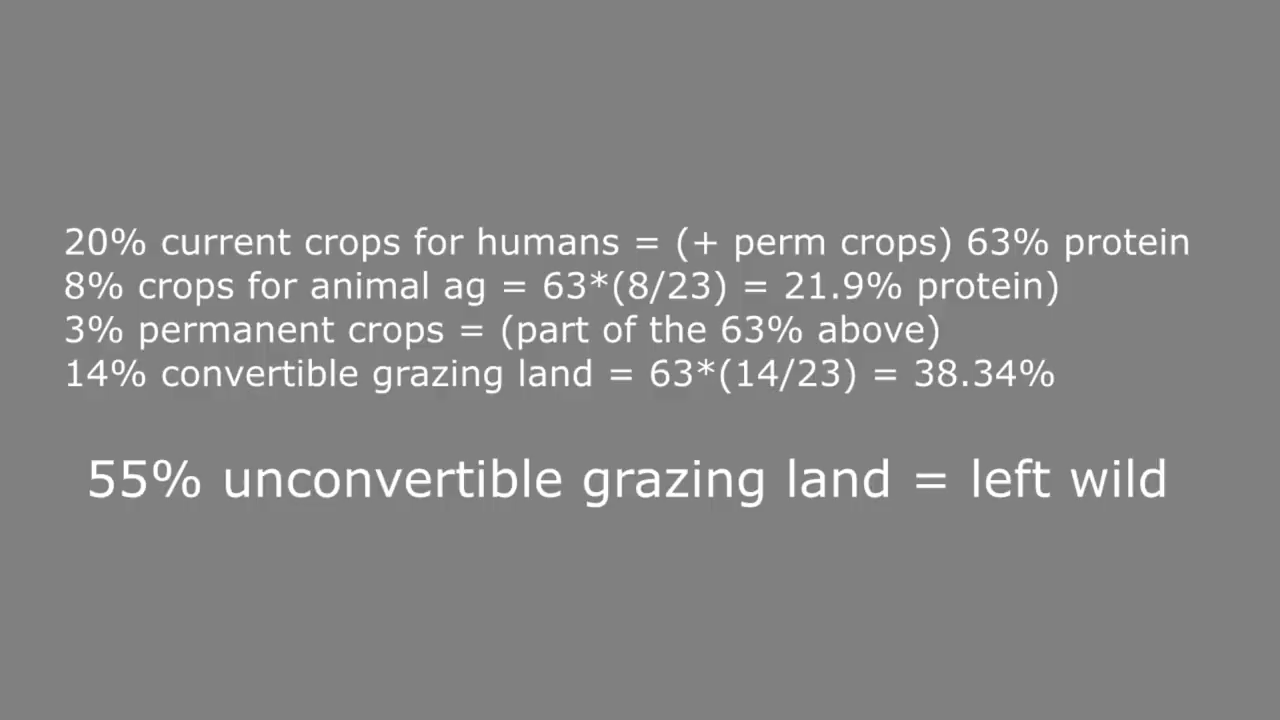 20% current crops for humans = (+ perm crops) 63% protein
8% crops for animal ag = 63*(8/23) = 21.9% protein)
3% permanent crops = (part of the 63% above)
14% convertible grazing land = 63*(14/23) = 38.34%
55% unconvertible grazing land = left wild